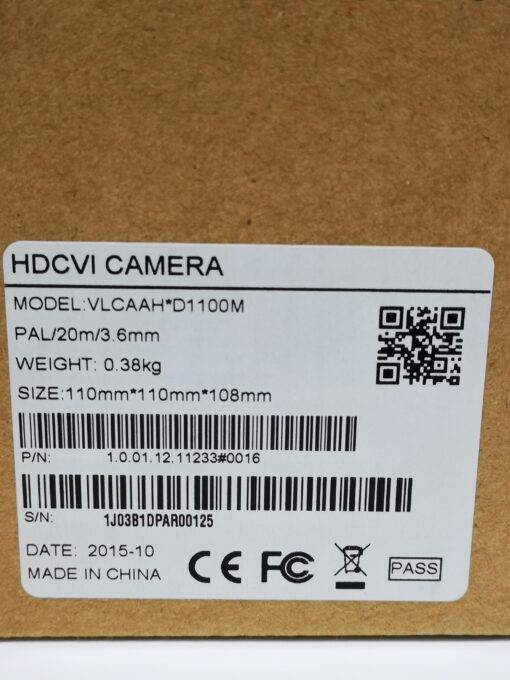 HDCVI CAMERA
MODEL:VLCAAH*D1100M
PAL/20m/3.6mm
WEIGHT: 0.38kg
SIZE:110mm*110mm*108mm
P/N: 1.0.01.12.11233#0016
S/N: 1J03B1DPAR00125
DATE: 2015-10
MADE IN CHINA CE FC PASS